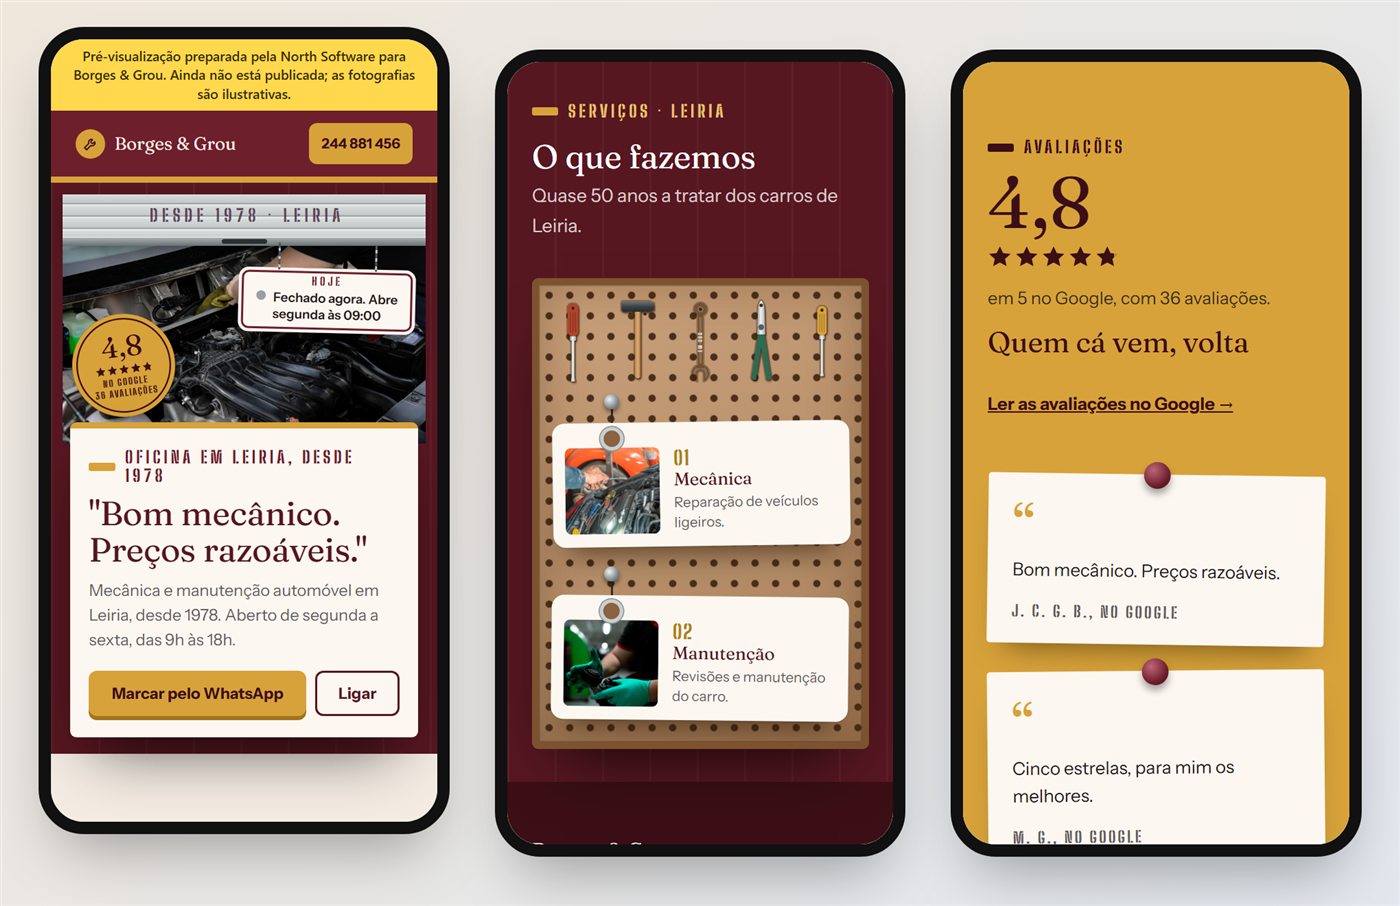 Pré-visualização preparada pela North Software para
Borges & Grou. Ainda não está publicada; as fotografias
são ilustrativas.
Borges & Grou
244 881 456
DESDE 1978 · LEIRIA
HOJE
Fechado agora. Abre
segunda às 09:00
4,8
NO GOOGLE
36 AVALIAÇÕES
OFICINA EM LEIRIA, DESDE
1978
"Bom mecânico.
Preços razoáveis."
Mecânica e manutenção automóvel em
Leiria, desde 1978. Aberto de segunda a
sexta, das 9h às 18h.
Marcar pelo WhatsApp
Ligar
SERVIÇOS · LEIRIA
O que fazemos
Quase 50 anos a tratar dos carros de
Leiria.
01
Mecânica
Reparação de veículos
ligeiros.
02
Manutenção
Revisões e manutenção
do carro.
AVALIAÇÕES
4,8
em 5 no Google, com 36 avaliações.
Quem cá vem, volta
Ler as avaliações no Google →
“
Bom mecânico. Preços razoáveis.
J. C. G. B., NO GOOGLE
“
Cinco estrelas, para mim os
melhores.
M. G., NO GOOGLE